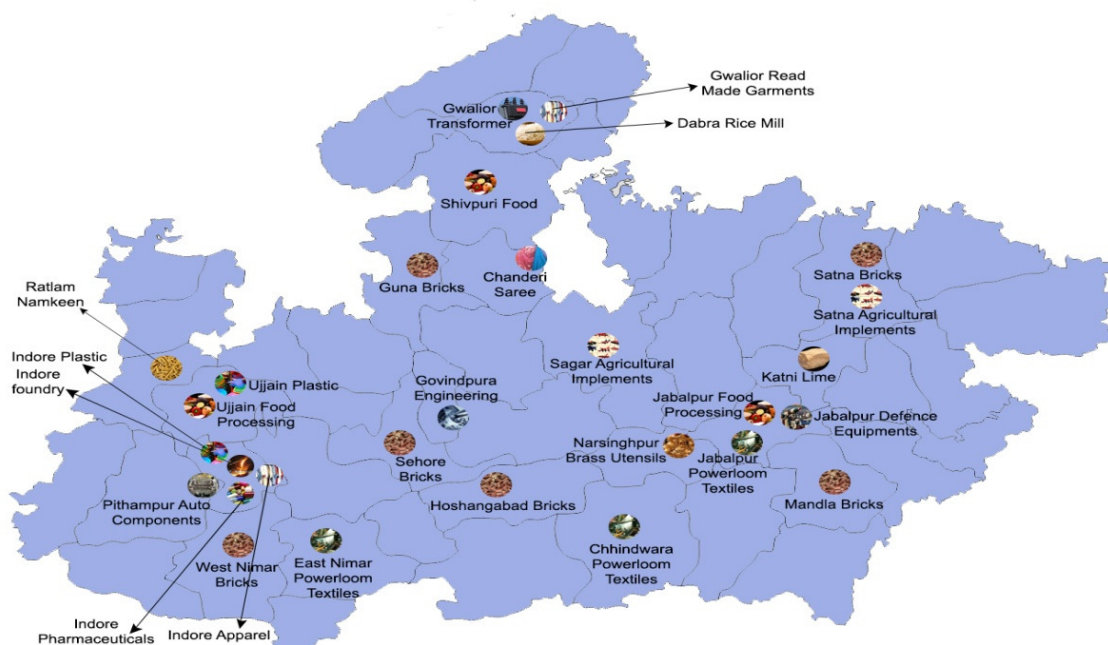 Gwalior Read
Made Garments
Gwalior
Transformer
Dabra Rice Mill
Shivpuri Food
Guna Bricks
Chanderi
Saree
Satna Bricks
Satna Agricultural
Implements
Ratlam
Namkeen
Indore Plastic
Indore
foundry
Ujjain Plastic
Ujjain Food
Processing
Govindpura
Engineering
Sagar Agricultural
Implements
Katni Lime
Jabalpur Food
Processing
Jabalpur Defence
Equipments
Narsinghpur
Brass Utensils
Jabalpur
Powerloom
Textiles
Sehore
Bricks
Pithampur Auto
Components
Hoshangabad Bricks
Mandla Bricks
West Nimar
Bricks
East Nimar
Powerloom
Textiles
Chhindwara
Powerloom
Textiles
Indore
Pharmaceuticals
Indore Apparel